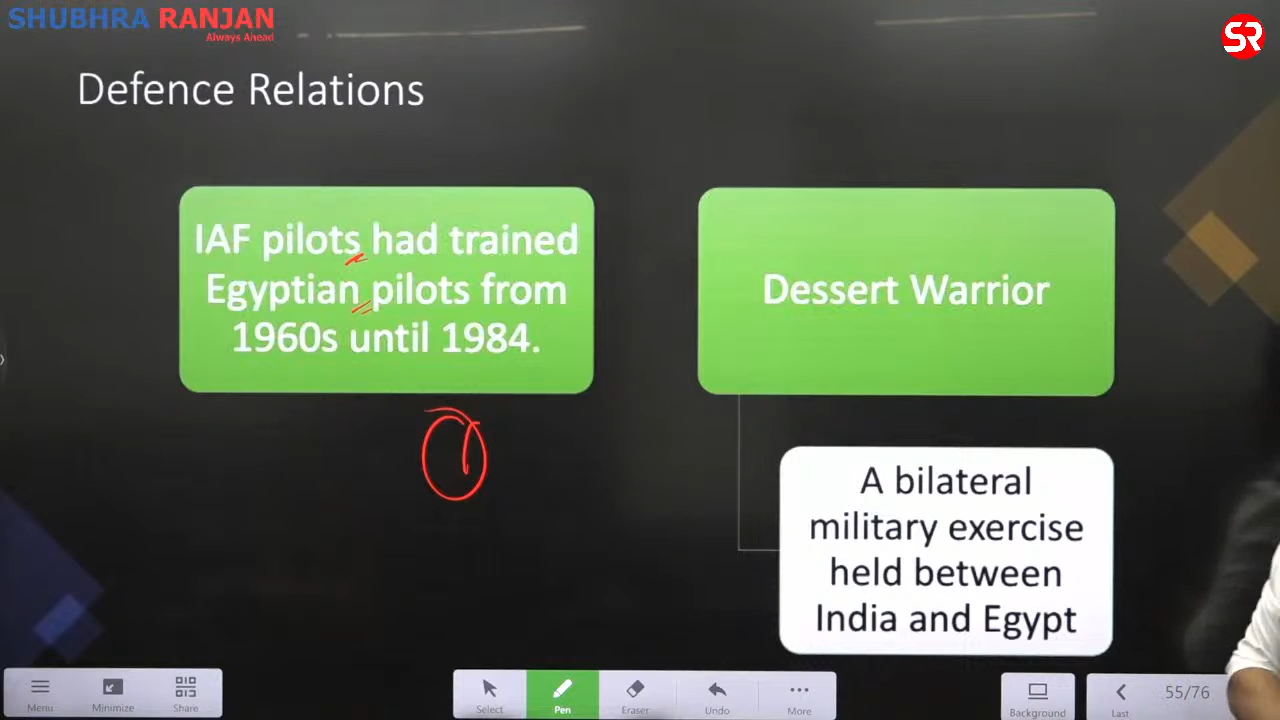 SHUBHRA RANJAN
Always Ahead
SR
Defence Relations
IAF pilots had trained
Egyptian pilots from
1960s until 1984.
Dessert Warrior
A bilateral
military exercise
held between
India and Egypt
Menu
Minimize
Share
Select
Pen
Eraser
Undo
More
Background
Last
55/76